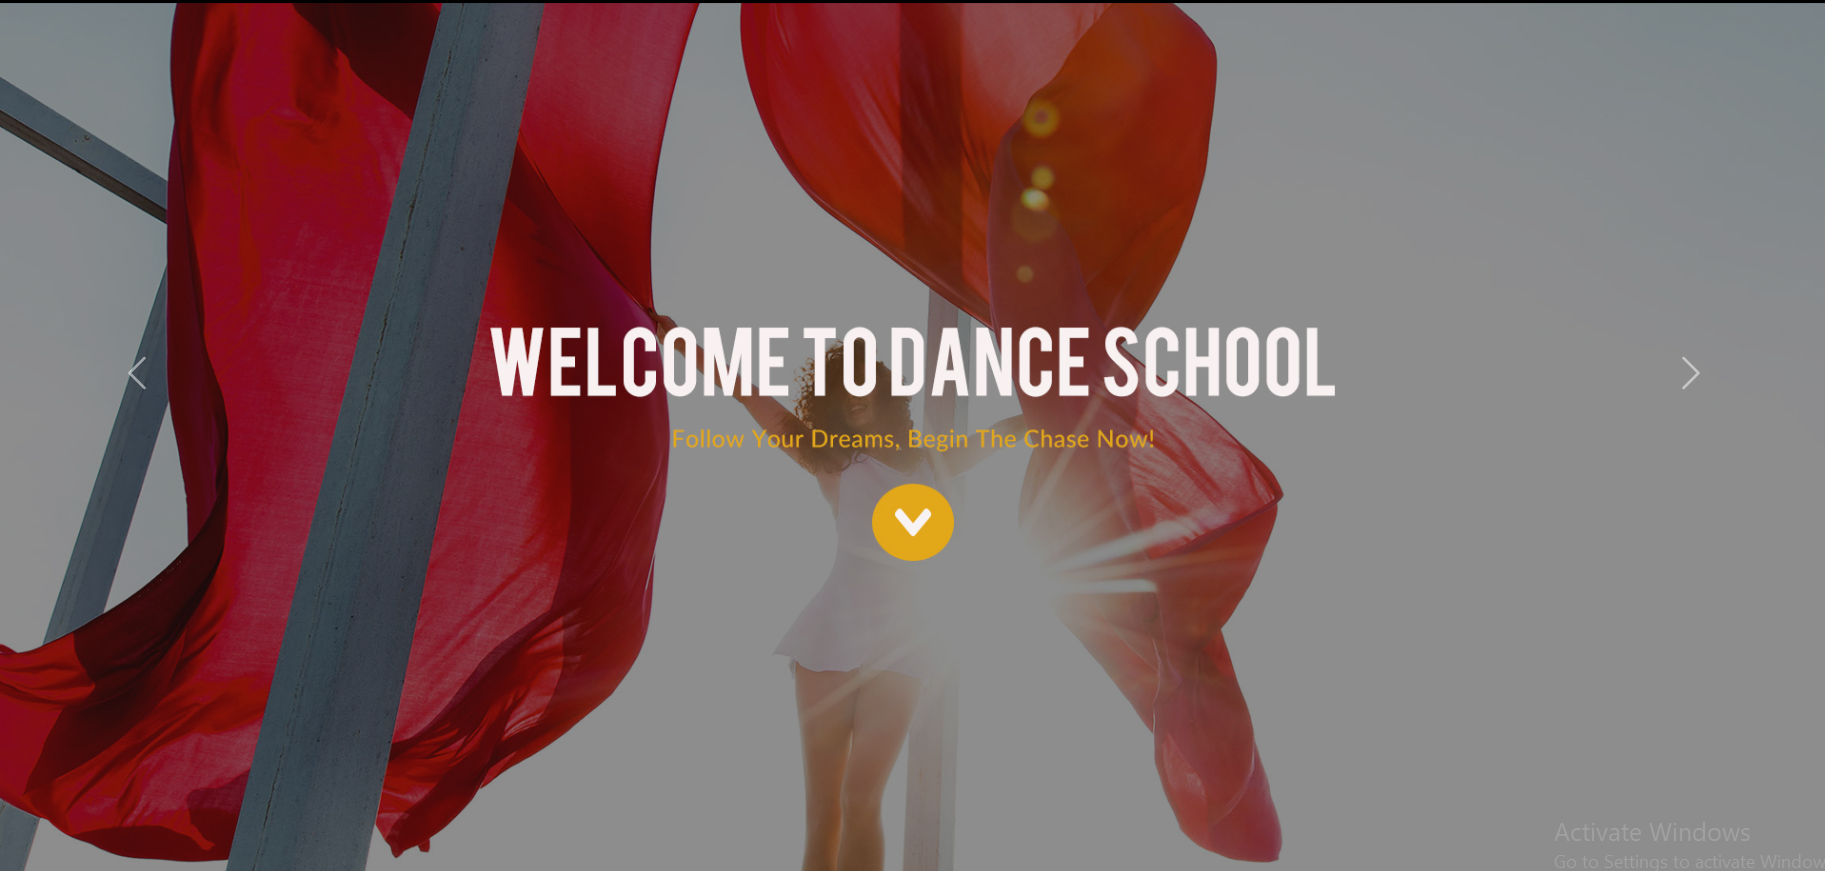 WELCOME TO DANCE SCHOOL
Follow Your Dreams, Begin The Chase Now!
Activate Windows
Go to Settings to activate Window